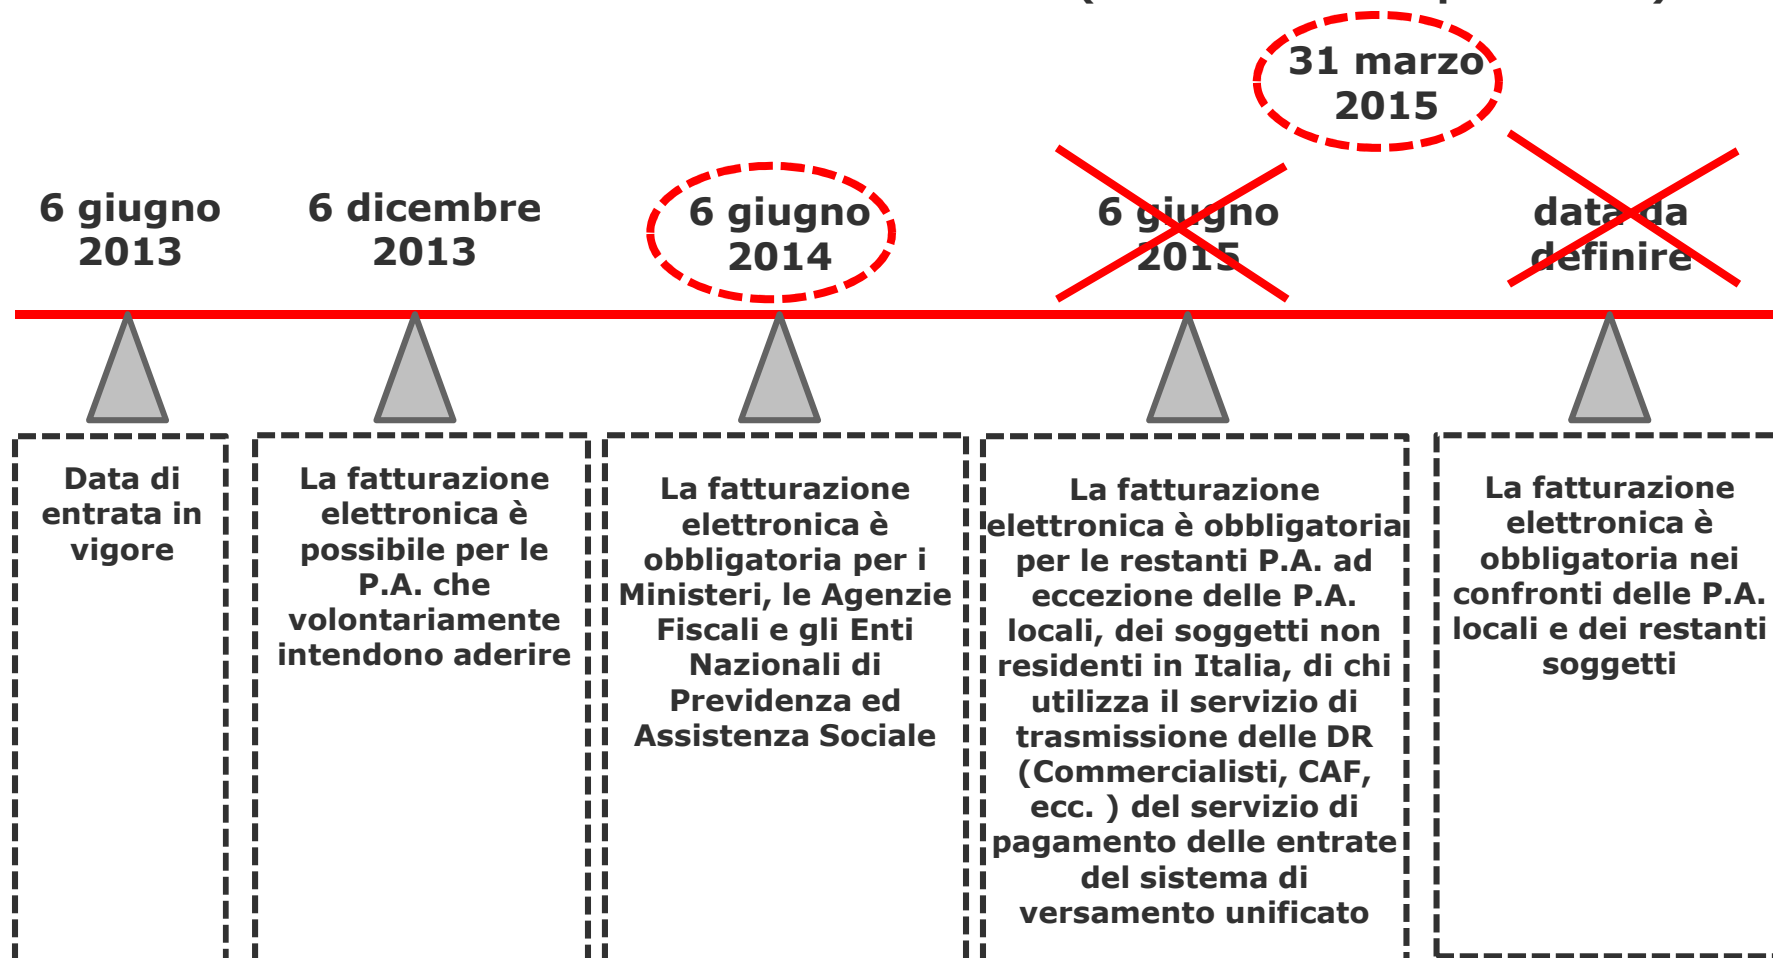 31 marzo
2015
6 giugno
2013
6 dicembre
2013
6 giugno
2014
6 giugno
2015
data da
definire
Data di
entrata in
vigore
La fatturazione
elettronica è
possibile per le
P.A. che
volontariamente
intendono aderire
La fatturazione
elettronica è
obbligatoria per i
Ministeri, le Agenzie
Fiscali e gli Enti
Nazionali di
Previdenza ed
Assistenza Sociale
La fatturazione
elettronica è obbligatoria
per le restanti P.A. ad
eccezione delle P.A.
locali, dei soggetti non
residenti in Italia, di chi
utilizza il servizio di
trasmissione delle DR
(Commercialisti, CAF,
ecc. ) del servizio di
pagamento delle entrate
del sistema di
versamento unificato
La fatturazione
elettronica è
obbligatoria nei
confronti delle P.A.
locali e dei restanti
soggetti